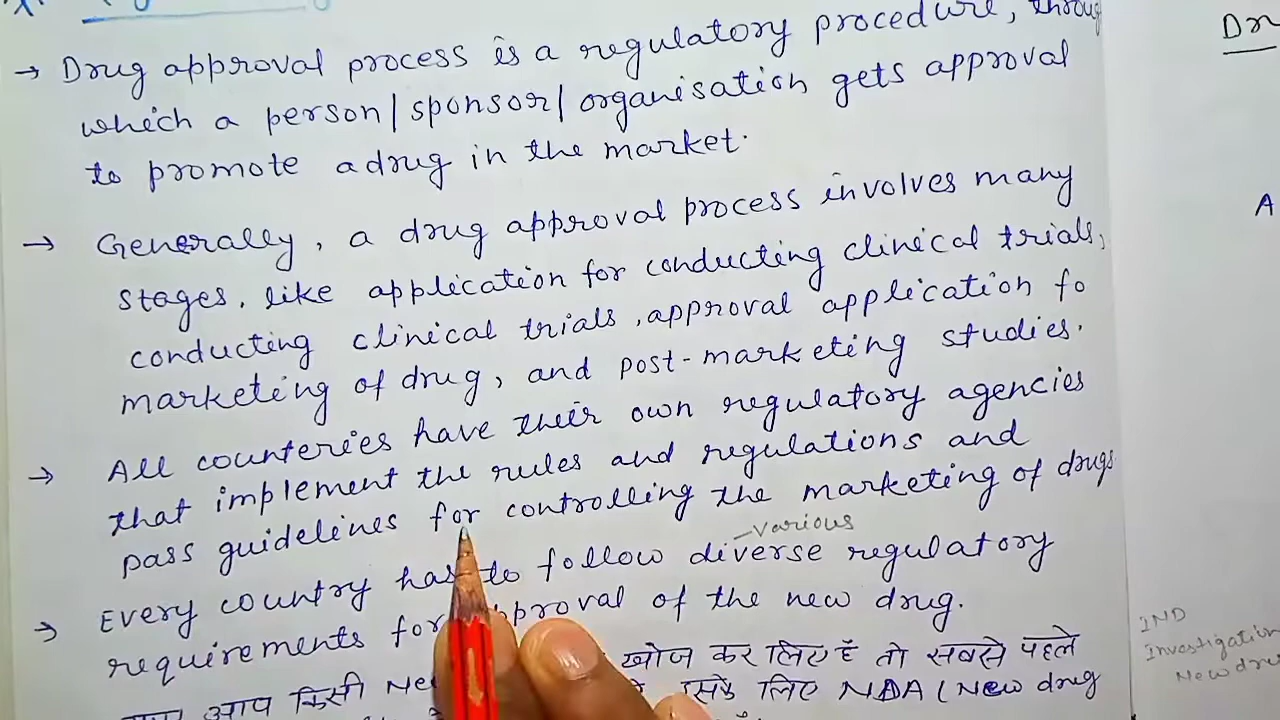 → Drug approval process is a regulatory procedure, throug
which a person/sponsor/organisation gets approval
to promote a drug in the market.
→ Generally, a drug approval process involves many
stages, like application for conducting clinical trials,
conducting clinical trials, approval application fo
marketing of drug, and post-marketing studies.
→ All counteries have their own regulatory agencies
that implement the rules and regulations and
pass guidelines for controlling the marketing of drugs
various
→ Every country has to follow diverse regulatory
requirements for approval of the new drug.
आप किसी Ne खोज कर लिए हैं तो सबसे पहले
इसके लिए NDA (New drug
Dr
A
IND
Investigation
New dru